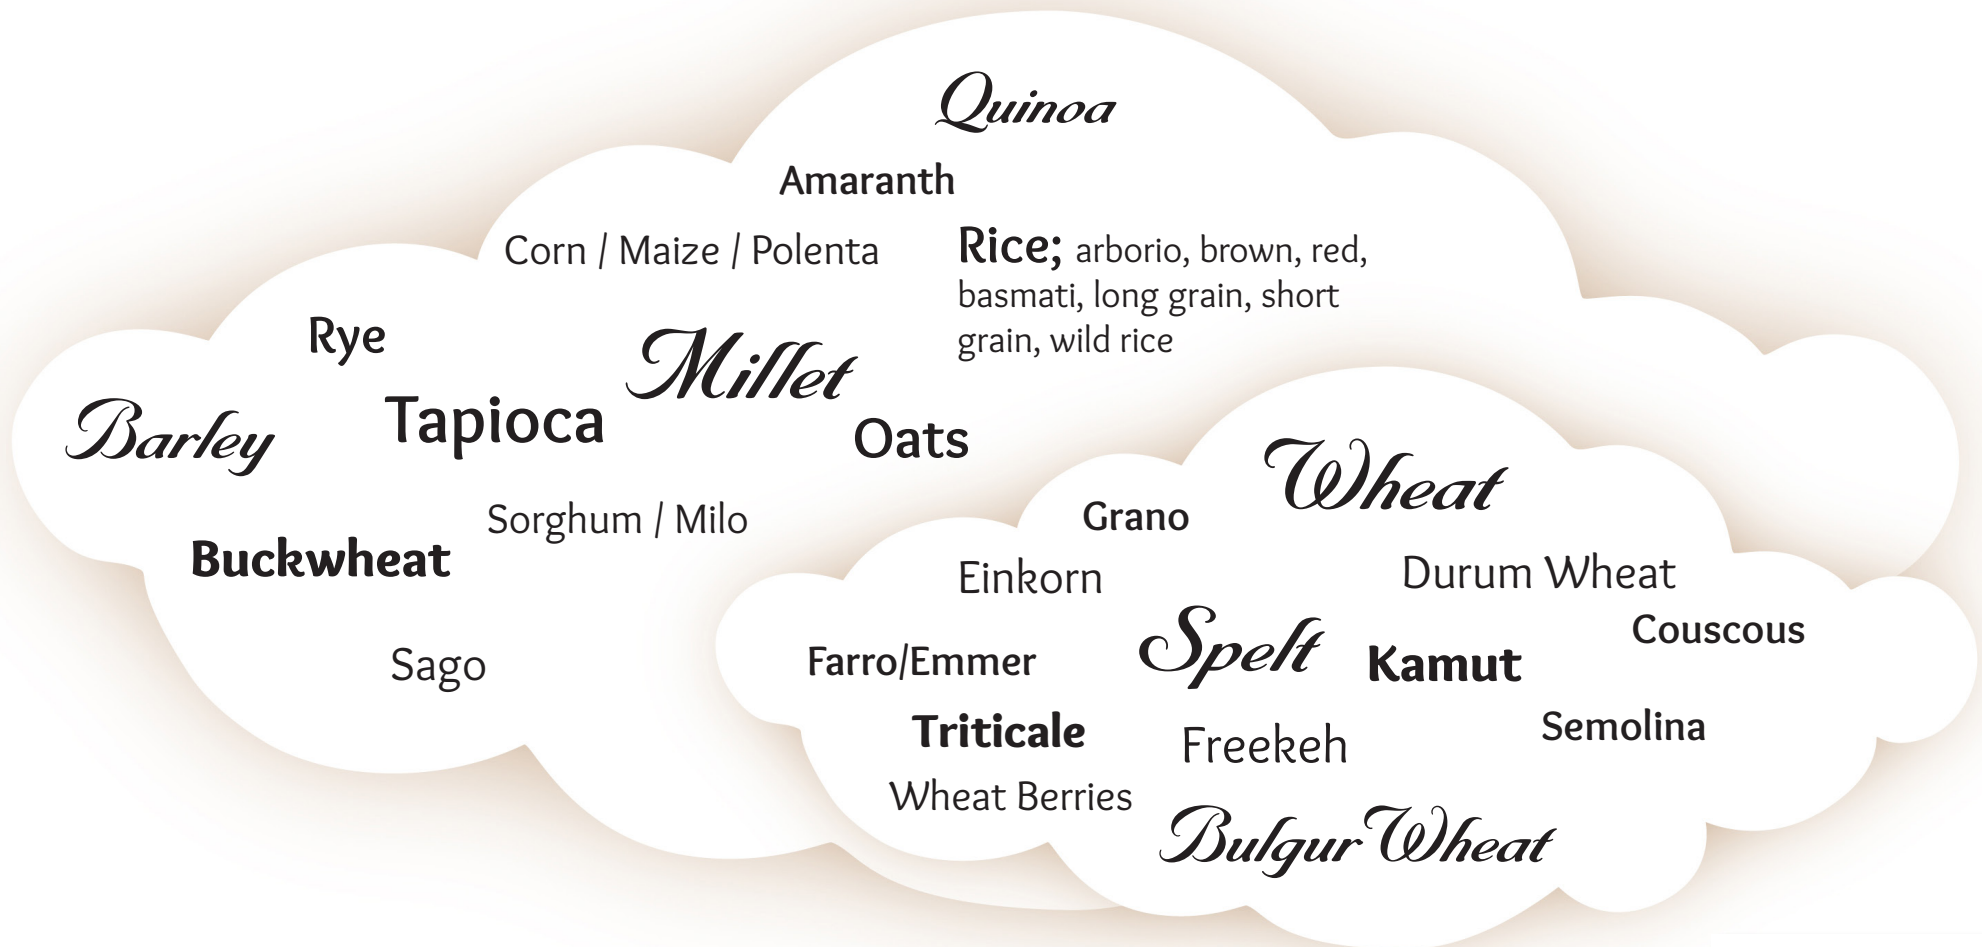 Quinoa
Amaranth
Corn / Maize / Polenta
Rice; arborio, brown, red,
basmati, long grain, short
grain, wild rice
Rye
Millet
Barley
Tapioca
Oats
Sorghum / Milo
Buckwheat
Sago
Wheat
Grano
Einkorn
Durum Wheat
Couscous
Farro/Emmer
Spelt
Kamut
Triticale
Freekeh
Semolina
Wheat Berries
Bulgur Wheat